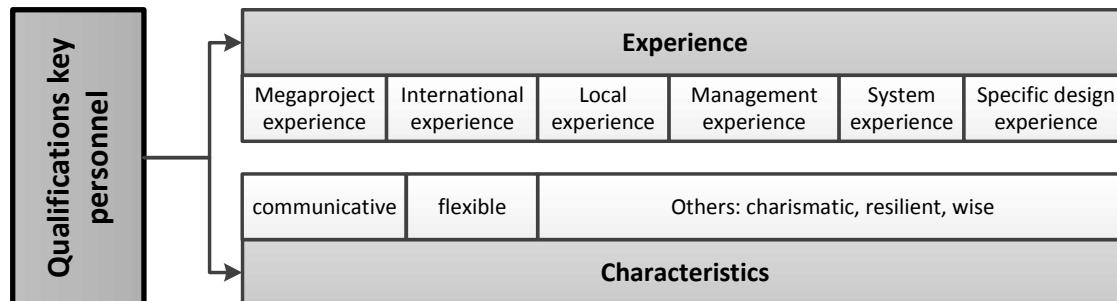 Qualifications key
personnel
Experience
Megaproject
experience
International
experience
Local
experience
Management
experience
System
experience
Specific design
experience
communicative
flexible
Others: charismatic, resilient, wise
Characteristics